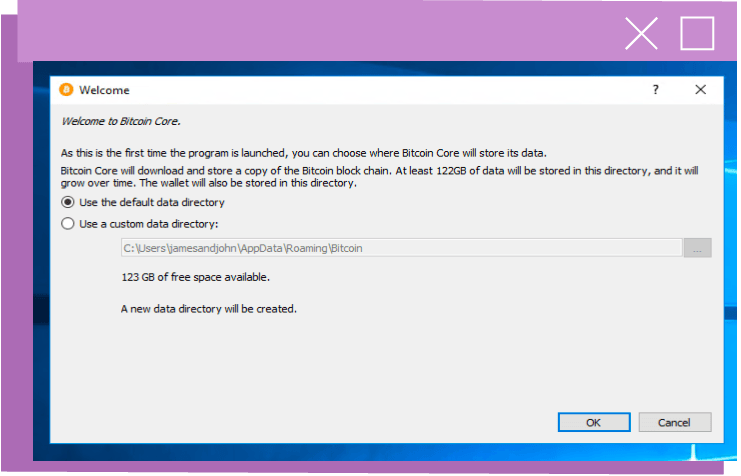 Welcome
?
Welcome to Bitcoin Core.
As this is the first time the program is launched, you can choose where Bitcoin Core will store its data.
Bitcoin Core will download and store a copy of the Bitcoin block chain. At least 122GB of data will be stored in this directory, and it will
grow over time. The wallet will also be stored in this directory.
Use the default data directory
Use a custom data directory:
C:\Users\jamesandjohn\AppData\Roaming\Bitcoin
...
123 GB of free space available.
A new data directory will be created.
OK
Cancel